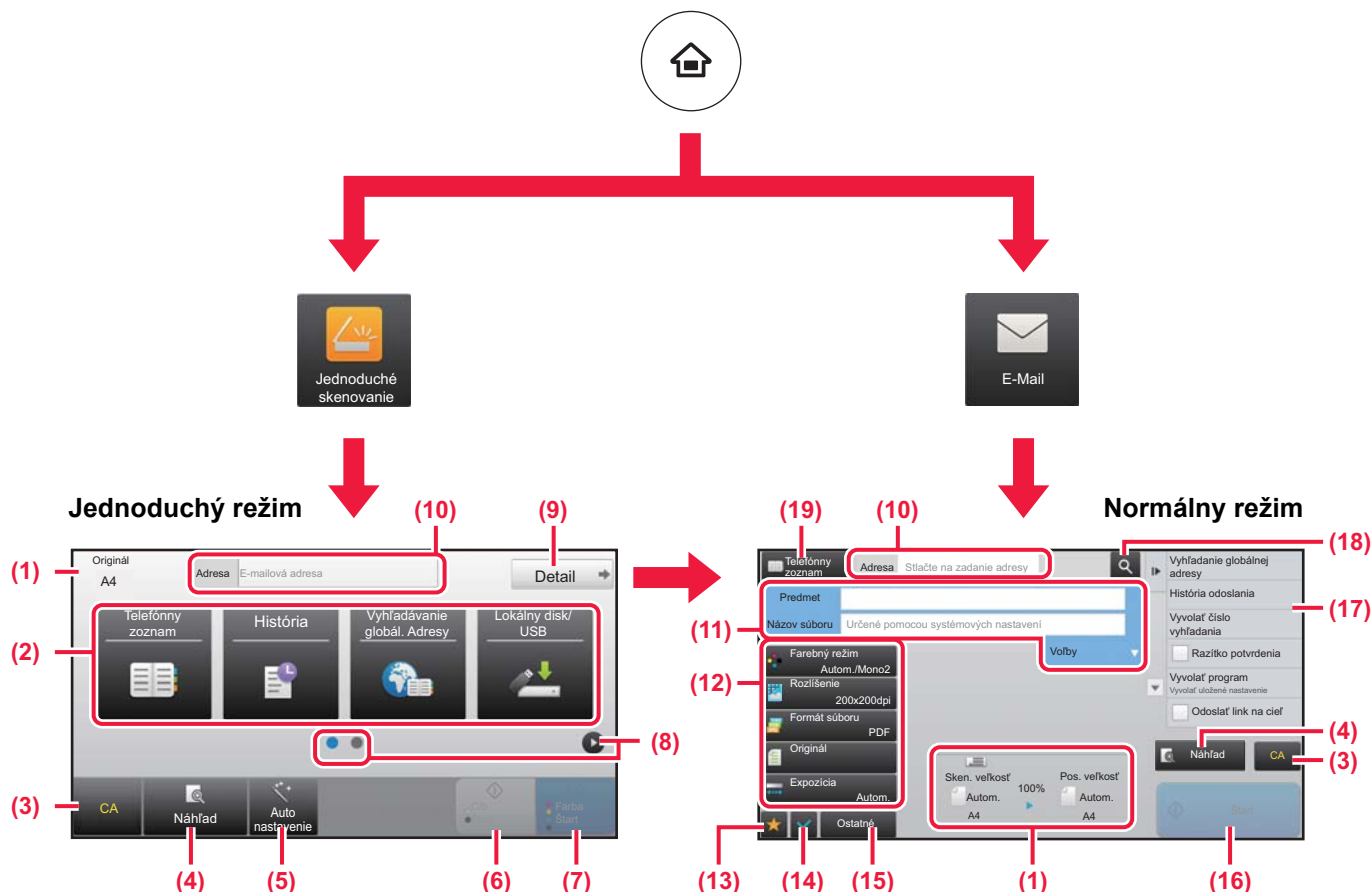 Jednoduché
skenovanie
E-Mail
Jednoduchý režim
(10)
(9)
(1)
Originál
A4
Adresa
E-mailová adresa
Detail
(2)
Telefónny
zoznam
História
Vyhľadávanie
globál. Adresy
Lokálny disk/
USB
(8)
(3)
CA
Náhľad
Auto
nastavenie
Farba
Štart
(4)
(5)
(6)
(7)
Normálny režim
(19)
(10)
(18)
Telefónny
zoznam
Adresa
Stlačte na zadanie adresy
Predmet
Názov súboru
Určené pomocou systémových nastavení
Voľby
(11)
(12)
Farebný režim
Autom./Mono2
Rozlíšenie
200x200dpi
Formát súboru
PDF
Originál
Expozícia
Autom.
Ostatné
Sken. veľkosť
Autom.
A4
100%
Pos. veľkosť
Autom.
A4
Vyhľadanie globálnej
adresy
História odoslania
Vyvolať číslo
vyhľadania
Razítko potvrdenia
Vyvolať program
Vyvolať uložené nastavenie
Odoslať link na cieľ
(17)
Náhľad
(4)
CA
(3)
Štart
(13)
(14)
(15)
(1)
(16)